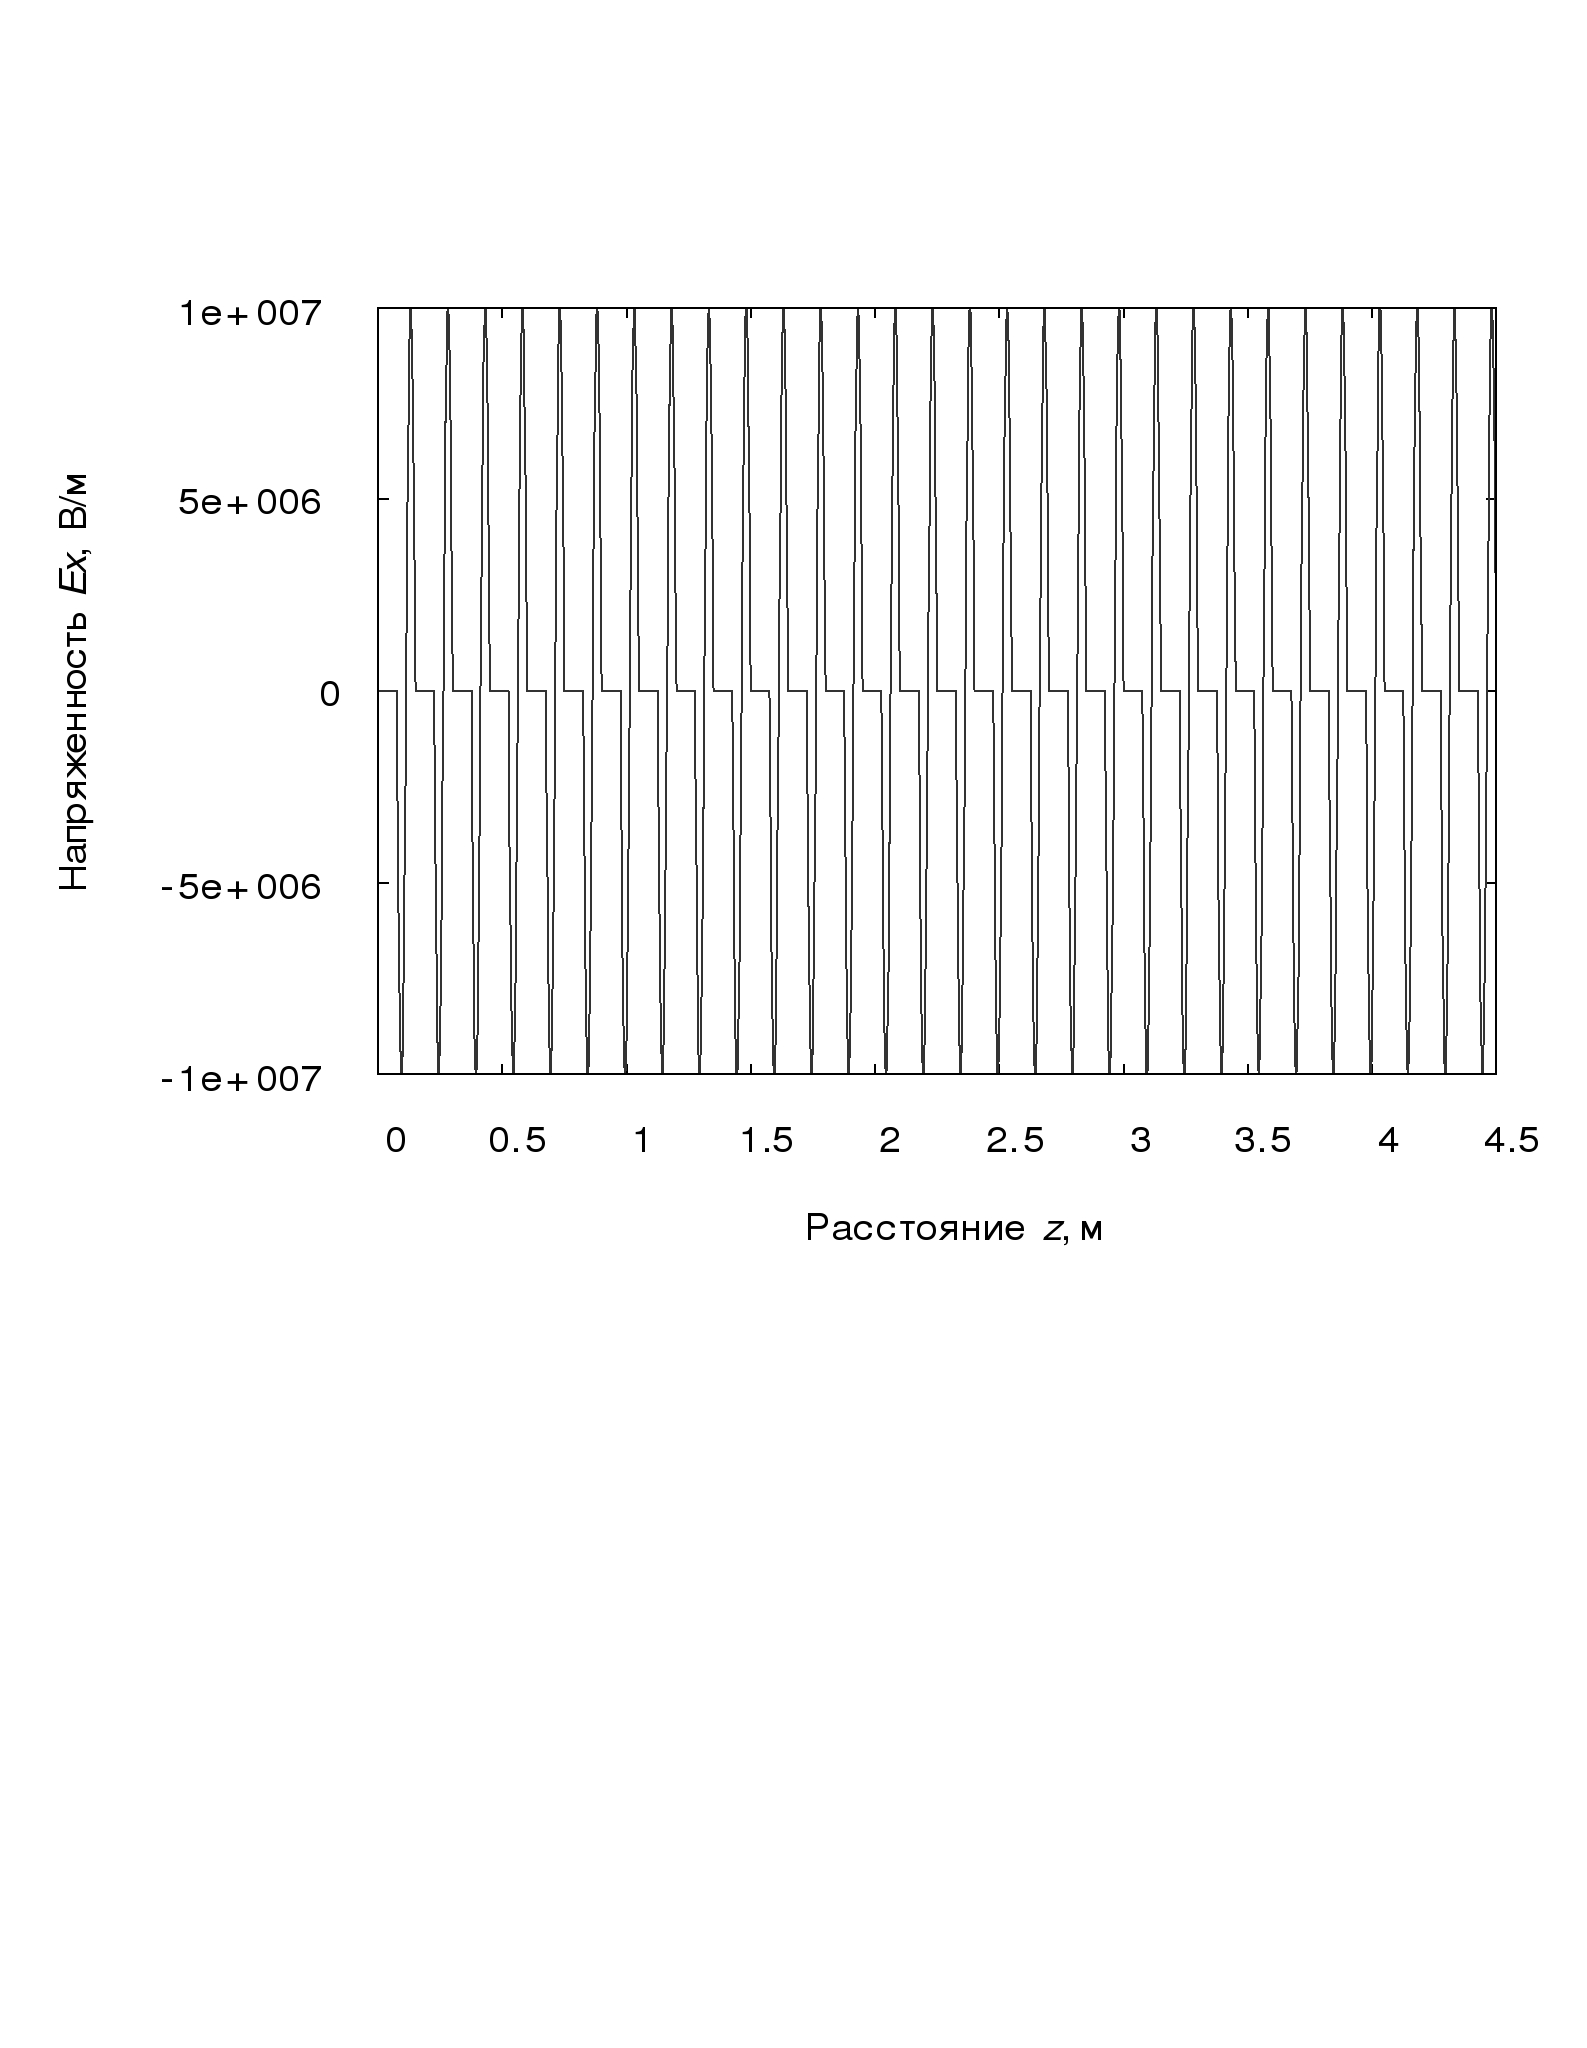 1e+007
5e+006
0
-5e+006
-1e+007
Напряженность Ex, В/м
0 0.5 1 1.5 2 2.5 3 3.5 4 4.5
Расстояние z, м